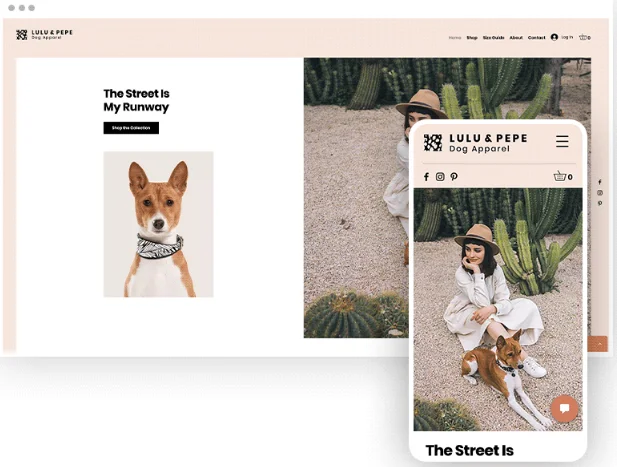 LULU & PEPE
Dog Apparel
Home Shop Size Guide About Contact Log In 0
The Street Is
My Runway
Shop the Collection
LULU & PEPE
Dog Apparel
0
The Street Is